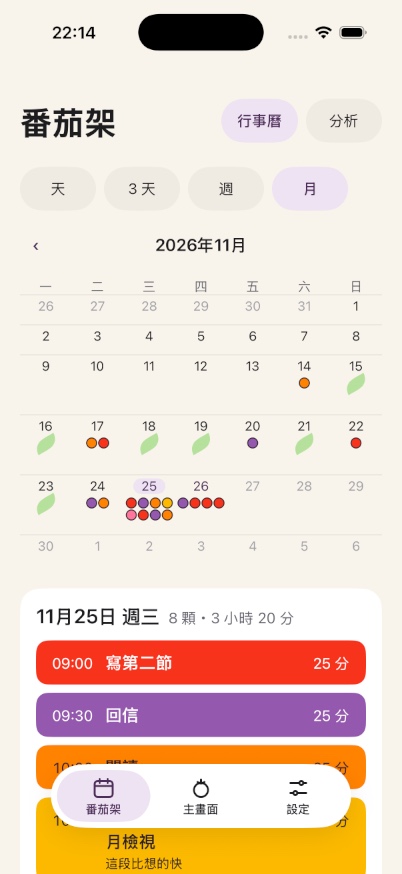 22:14
番茄架
行事曆
分析
天
3 天
週
月
‹
2026年11月
一 二 三 四 五 六 日
26 27 28 29 30 31 1
2 3 4 5 6 7 8
9 10 11 12 13 14 15
16 17 18 19 20 21 22
23 24 25 26 27 28 29
30 1 2 3 4 5 6
11月25日 週三 8 顆・3 小時 20 分
09:00 寫第二節 25 分
09:30 回信 25 分
月檢視
這段比想的快
番茄架
主畫面
設定